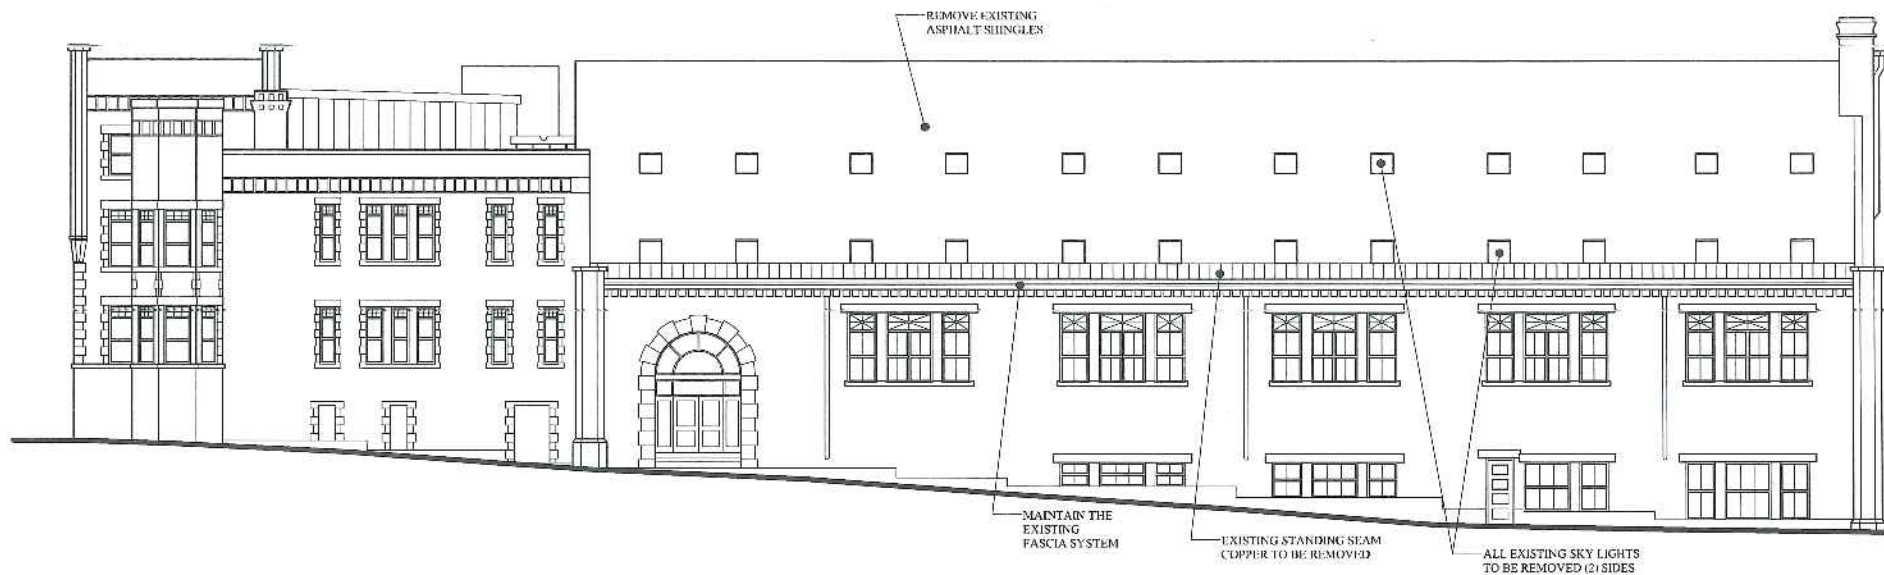 REMOVE EXISTING
ASPHALT SHINGLES
MAINTAIN THE
EXISTING
FASCIA SYSTEM
EXISTING STANDING SEAM
COPPER TO BE REMOVED
ALL EXISTING SKY LIGHTS
TO BE REMOVED (2) SIDES